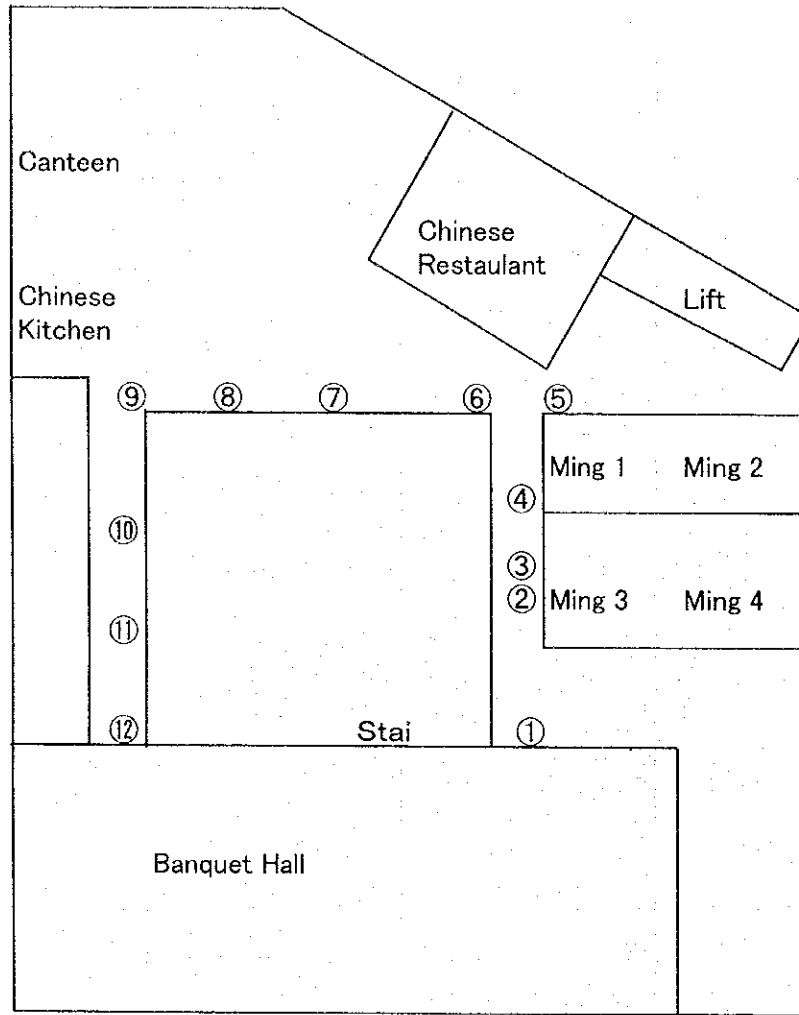 Canteen
Chinese
Restaulant
Lift
Chinese
Kitchen
⑨
⑧
⑦
⑥
⑤
Ming 1
Ming 2
④
⑩
③
②
Ming 3
Ming 4
⑪
⑫
Stai
①
Banquet Hall